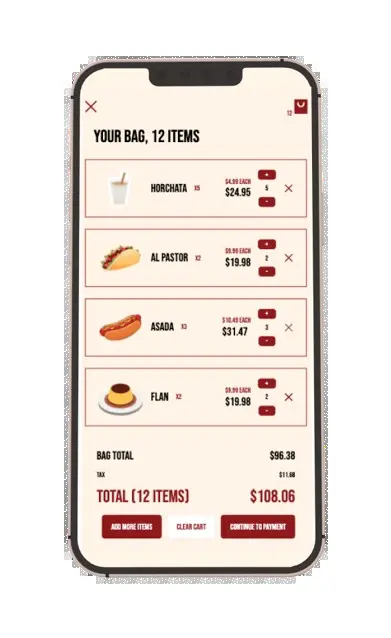 12
YOUR BAG, 12 ITEMS
HORCHATA X5 $4.99 EACH $24.95 + 5 -
AL PASTOR X2 $9.99 EACH $19.98 + 2 -
ASADA X3 $10.49 EACH $31.47 + 3 -
FLAN X2 $9.99 EACH $19.98 + 2 -
BAG TOTAL $96.38
TAX $11.68
TOTAL (12 ITEMS) $108.06
ADD MORE ITEMS CLEAR CART CONTINUE TO PAYMENT